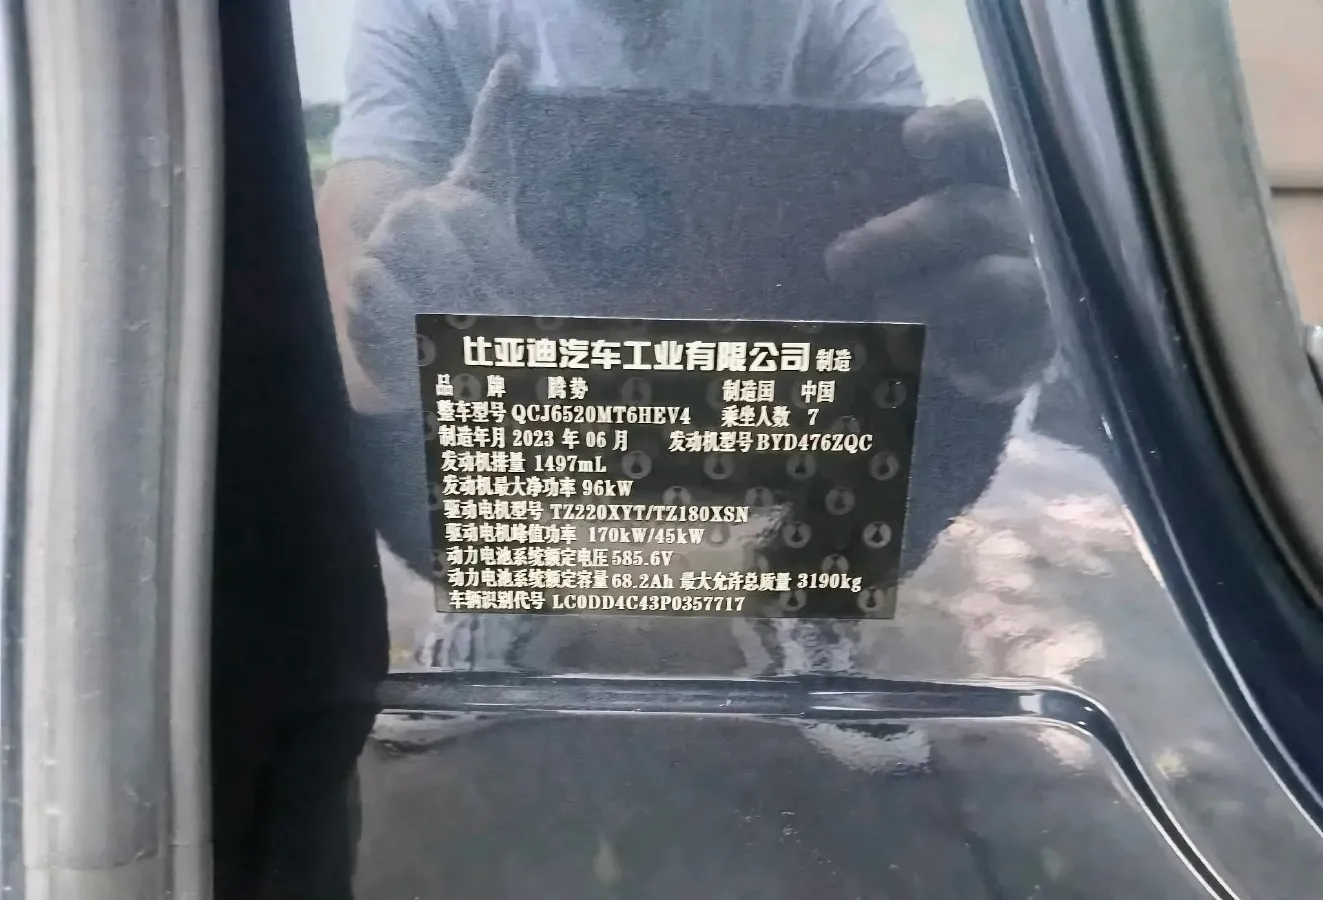 比亚迪汽车工业有限公司 制造
品 牌 腾势 制造国 中国
整车型号 QCJ6520MT6HEV4 乘坐人数 7
制造年月 2023 年 06 月 发动机型号 BYD476ZQC
发动机排量 1497mL
发动机最大净功率 96kW
驱动电机型号 TZ220XYT/TZ180XSN
驱动电机峰值功率 170kW/45kW
动力电池系统额定电压 585.6V
动力电池系统额定容量 68.2Ah 最大允许总质量 3190kg
车辆识别代号 LC0DD4C43P0357717